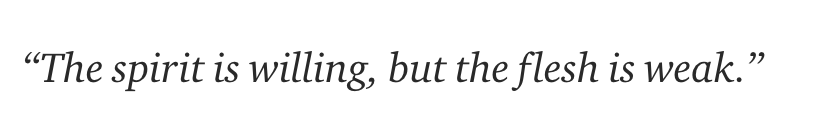 “The spirit is willing, but the flesh is weak.”